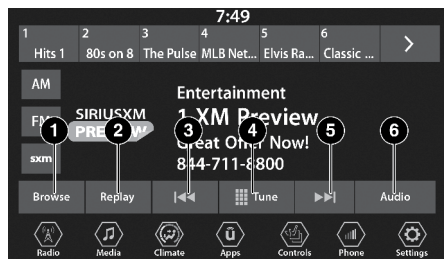 7:49
1 2 3 4 5 6
Hits 1 80s on 8 The Pulse MLB Net... Elvis Ra... Classic ...
AM
Entertainment
FM SIRIUSXM 1 XM Preview
PREVIEW Great Offer Now!
sxm 844-711-8800
1 2 3 4 5 6
Browse Replay Tune Audio
Radio Media Climate ū Apps Controls Phone Settings